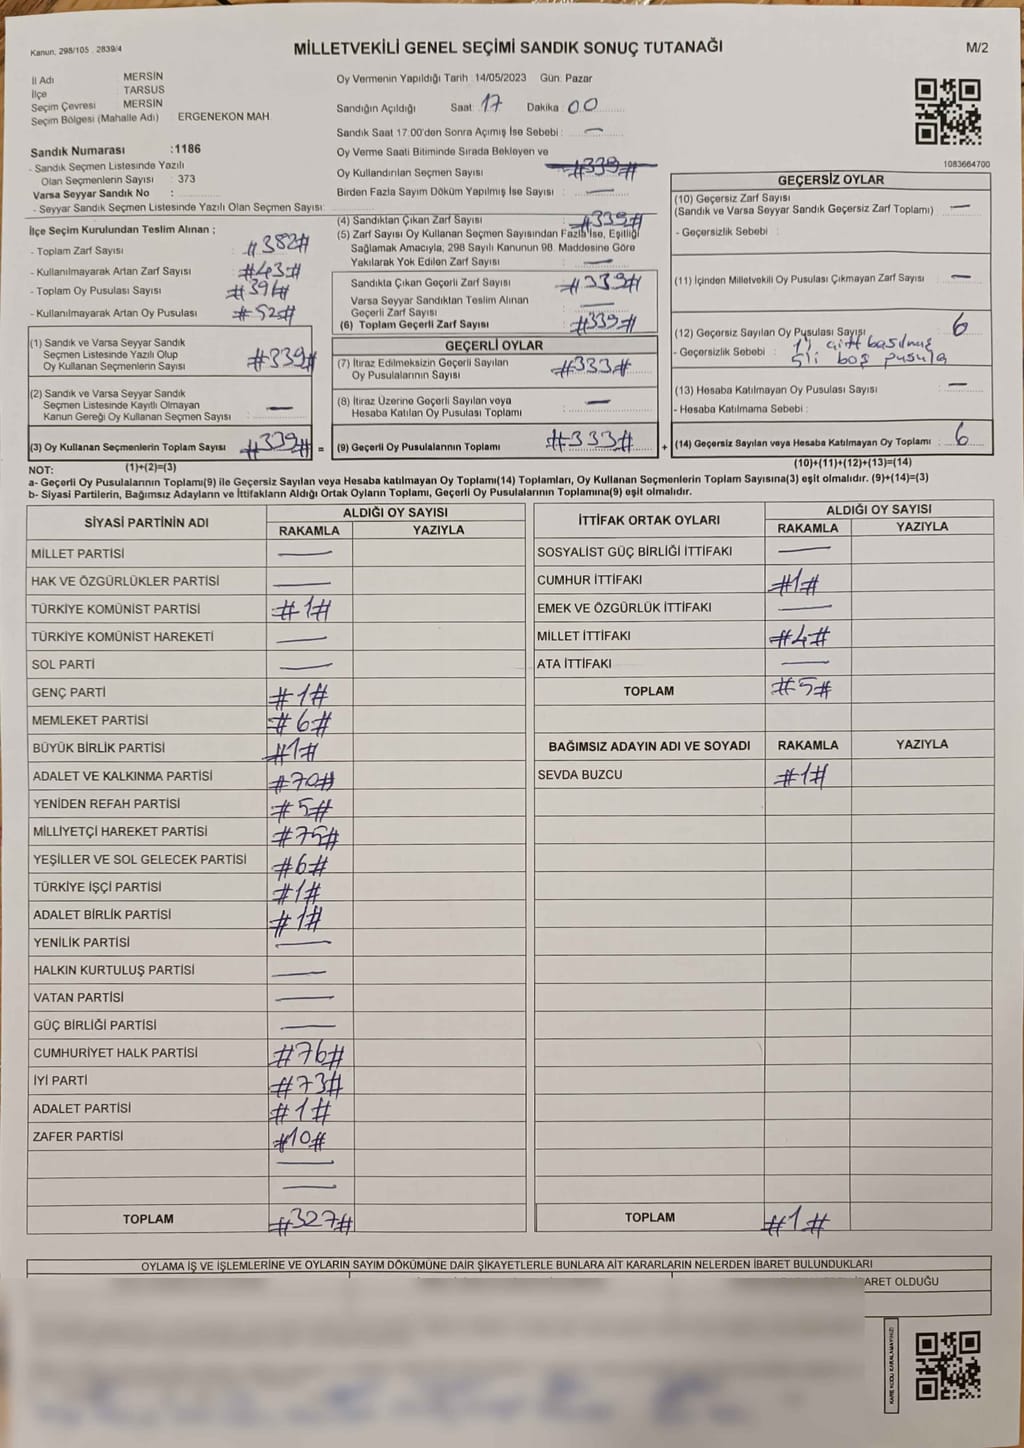 Kanun. 298/105 . 2839/4
MİLLETVEKİLİ GENEL SEÇİMİ SANDIK SONUÇ TUTANAĞI
M/2
İl Adı MERSİN
İlçe TARSUS
Seçim Çevresi MERSİN
Seçim Bölgesi (Mahalle Adı) ERGENEKON MAH
Sandık Numarası :1186
- Sandık Seçmen Listesinde Yazılı
Olan Seçmenlerin Sayısı : 373
Varsa Seyyar Sandık No :
- Seyyar Sandık Seçmen Listesinde Yazılı Olan Seçmen Sayısı:
Oy Vermenin Yapıldığı Tarih : 14/05/2023 Gün: Pazar
Sandığın Açıldığı Saat: 17 Dakika 00
Sandık Saat 17.00'den Sonra Açımış İse Sebebi : —
Oy Verme Saati Bitiminde Sırada Bekleyen ve
Oy Kullandırılan Seçmen Sayısı : #339#
Birden Fazla Sayım Döküm Yapılmış İse Sayısı : —
1083664700
İlçe Seçim Kurulundan Teslim Alınan ;
- Toplam Zarf Sayısı #382#
- Kullanılmayarak Artan Zarf Sayısı #43#
- Toplam Oy Pusulası Sayısı #391#
- Kullanılmayarak Artan Oy Pusulası #52#
(1) Sandık ve Varsa Seyyar Sandık
Seçmen Listesinde Yazılı Olup
Oy Kullanan Seçmenlerin Sayısı #339#
(2) Sandık ve Varsa Seyyar Sandık
Seçmen Listesinde Kayıtlı Olmayan
Kanun Gereği Oy Kullanan Seçmen Sayısı —
(3) Oy Kullanan Seçmenlerin Toplam Sayısı #339# =
(1)+(2)=(3)
(4) Sandıktan Çıkan Zarf Sayısı : #339#
(5) Zarf Sayısı Oy Kullanan Seçmen Sayısından Fazla İse, Eşitliği
Sağlamak Amacıyla, 298 Sayılı Kanunun 98. Maddesine Göre
Yakılarak Yok Edilen Zarf Sayısı : —
Sandıkta Çıkan Geçerli Zarf Sayısı : #339#
Varsa Seyyar Sandıktan Teslim Alınan
Geçerli Zarf Sayısı : —
(6) Toplam Geçerli Zarf Sayısı : #339#
GEÇERLİ OYLAR
(7) İtiraz Edilmeksizin Geçerli Sayılan
Oy Pusulalarının Sayısı : #333#
(8) İtiraz Üzerine Geçerli Sayılan veya
Hesaba Katılan Oy Pusulası Toplamı : —
(9) Geçerli Oy Pusulalarının Toplamı #333# +
GEÇERSİZ OYLAR
(10) Geçersiz Zarf Sayısı
(Sandık ve Varsa Seyyar Sandık Geçersiz Zarf Toplamı) : —
- Geçersizlik Sebebi :
(11) İçinden Milletvekili Oy Pusulası Çıkmayan Zarf Sayısı : —
(12) Geçersiz Sayılan Oy Pusulası Sayısı : 6
- Geçersizlik Sebebi : 1'i çift basılmış
5'i boş pusula
(13) Hesaba Katılmayan Oy Pusulası Sayısı : —
- Hesaba Katılmama Sebebi :
(14) Geçersiz Sayılan veya Hesaba Katılmayan Oy Toplamı : 6
(10)+(11)+(12)+(13)=(14)
NOT:
a- Geçerli Oy Pusulalarının Toplamı(9) ile Geçersiz Sayılan veya Hesaba katılmayan Oy Toplamı(14) Toplamları, Oy Kullanan Seçmenlerin Toplam Sayısına(3) eşit olmalıdır. (9)+(14)=(3)
b- Siyasi Partilerin, Bağımsız Adayların ve İttifakların Aldığı Ortak Oyların Toplamı, Geçerli Oy Pusulalarının Toplamına(9) eşit olmalıdır.
SİYASİ PARTİNİN ADI ALDIĞI OY SAYISI
RAKAMLA YAZIYLA
MİLLET PARTİSİ —
HAK VE ÖZGÜRLÜKLER PARTİSİ —
TÜRKİYE KOMÜNİST PARTİSİ #1#
TÜRKİYE KOMÜNİST HAREKETİ —
SOL PARTİ —
GENÇ PARTİ #1#
MEMLEKET PARTİSİ #6#
BÜYÜK BİRLİK PARTİSİ #1#
ADALET VE KALKINMA PARTİSİ #70#
YENİDEN REFAH PARTİSİ #5#
MİLLİYETÇİ HAREKET PARTİSİ #75#
YEŞİLLER VE SOL GELECEK PARTİSİ #6#
TÜRKİYE İŞÇİ PARTİSİ #1#
ADALET BİRLİK PARTİSİ #1#
YENİLİK PARTİSİ —
HALKIN KURTULUŞ PARTİSİ —
VATAN PARTİSİ —
GÜÇ BİRLİĞİ PARTİSİ —
CUMHURİYET HALK PARTİSİ #76#
İYİ PARTİ #73#
ADALET PARTİSİ #1#
ZAFER PARTİSİ #10#
—
—
TOPLAM #327#
İTTİFAK ORTAK OYLARI ALDIĞI OY SAYISI
RAKAMLA YAZIYLA
SOSYALİST GÜÇ BİRLİĞİ İTTİFAKI —
CUMHUR İTTİFAKI #1#
EMEK VE ÖZGÜRLÜK İTTİFAKI —
MİLLET İTTİFAKI #4#
ATA İTTİFAKI —
TOPLAM #5#
BAĞIMSIZ ADAYIN ADI VE SOYADI RAKAMLA YAZIYLA
SEVDA BUZCU #1#
TOPLAM #1#
OYLAMA İŞ VE İŞLEMLERİNE VE OYLARIN SAYIM DÖKÜMÜNE DAİR ŞİKAYETLERLE BUNLARA AİT KARARLARIN NELERDEN İBARET BULUNDUKLARI
ARET OLDUĞU
KARE KODU KARALAMAYINIZ!